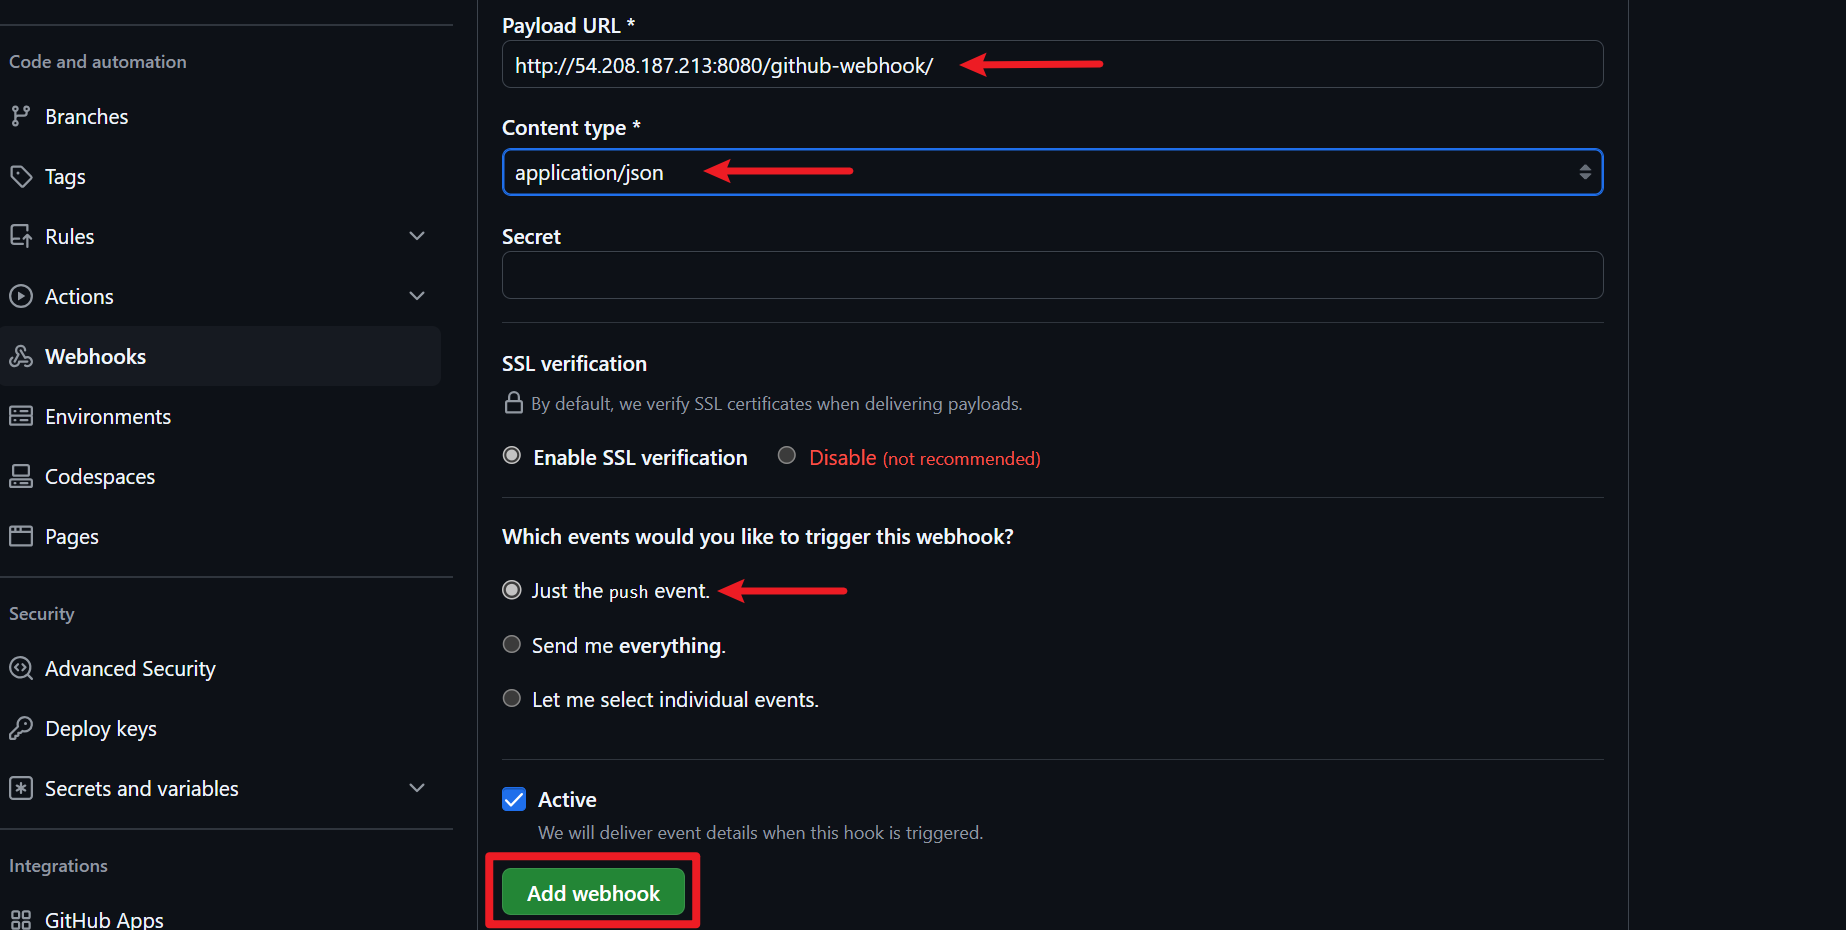 Code and automation
Branches
Tags
Rules
Actions
Webhooks
Environments
Codespaces
Pages
Security
Advanced Security
Deploy keys
Secrets and variables
Integrations
GitHub Apps
Payload URL *
http://54.208.187.213:8080/github-webhook/
Content type *
application/json
Secret
SSL verification
By default, we verify SSL certificates when delivering payloads.
Enable SSL verification Disable (not recommended)
Which events would you like to trigger this webhook?
Just the push event.
Send me everything.
Let me select individual events.
Active
We will deliver event details when this hook is triggered.
Add webhook